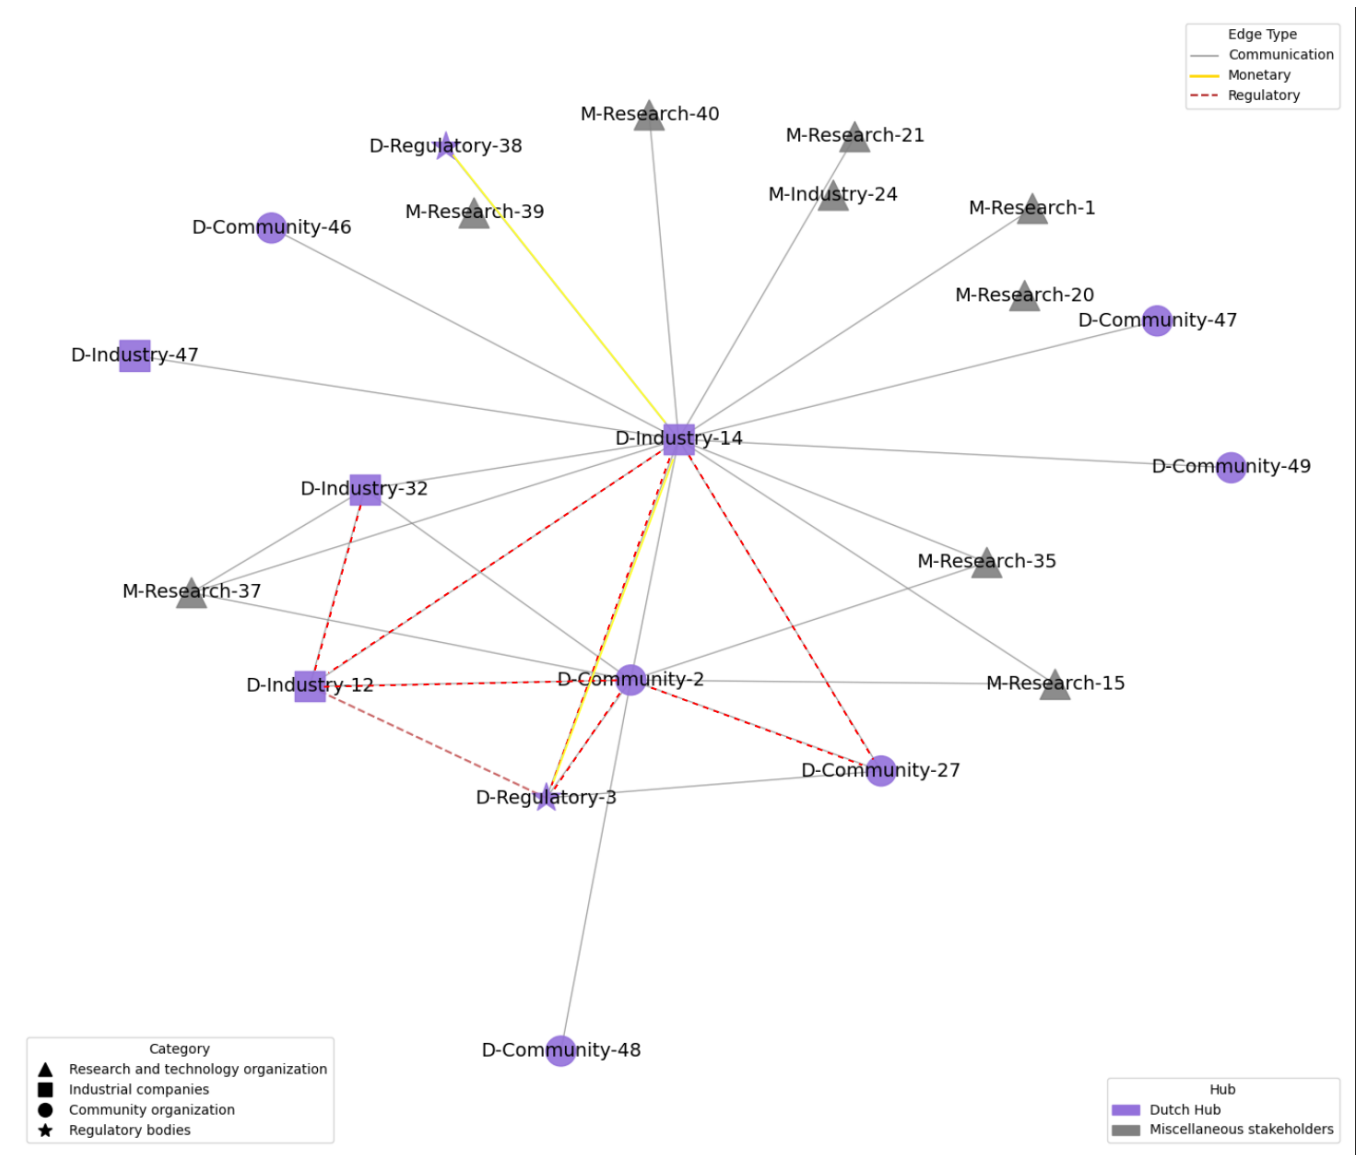 Edge Type
Communication
Monetary
Regulatory
M-Research-40
M-Research-21
D-Regulatory-38
M-Industry-24
M-Research-39
M-Research-1
D-Community-46
M-Research-20
D-Community-47
D-Industry-47
D-Industry-14
D-Community-49
D-Industry-32
M-Research-35
M-Research-37
D-Community-2
D-Industry-12
M-Research-15
D-Community-27
D-Regulatory-3
D-Community-48
Category
Research and technology organization
Industrial companies
Community organization
Regulatory bodies
Hub
Dutch Hub
Miscellaneous stakeholders